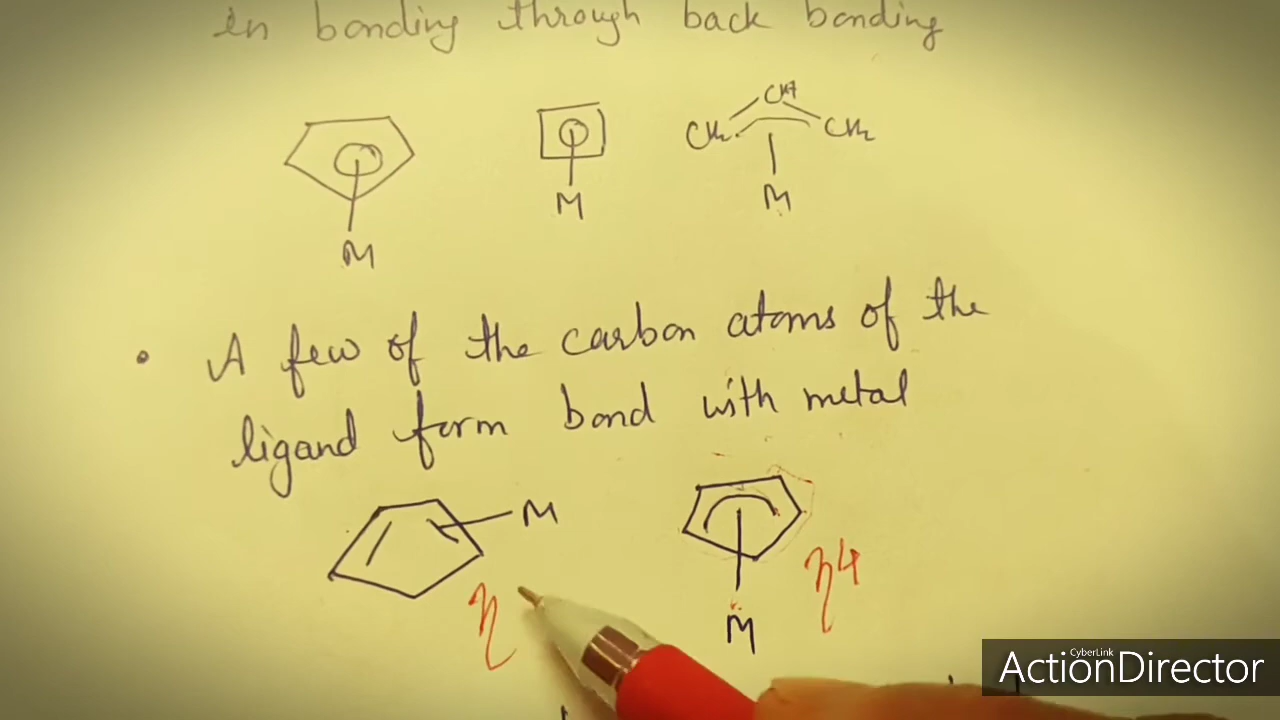 in bonding through back bonding
CH
CH₂ CH₂
M M M
• A few of the carbon atoms of the
ligand form bond with metal
M
η η4
M
CyberLink
ActionDirector